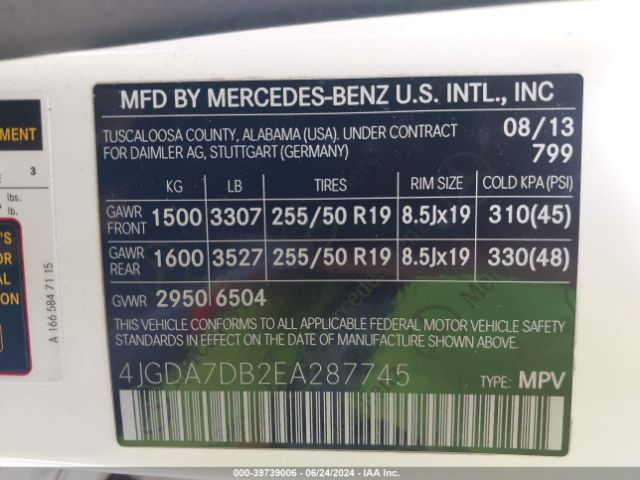 MFD BY MERCEDES-BENZ U.S. INTL., INC
TUSCALOOSA COUNTY, ALABAMA (USA). UNDER CONTRACT 08/13
FOR DAIMLER AG, STUTTGART (GERMANY) 799
KG LB TIRES RIM SIZE COLD KPA (PSI)
GAWR FRONT 1500 3307 255/50 R19 8.5Jx19 310(45)
GAWR REAR 1600 3527 255/50 R19 8.5Jx19 330(48)
GVWR 2950 6504
THIS VEHICLE CONFORMS TO ALL APPLICABLE FEDERAL MOTOR VEHICLE SAFETY
STANDARDS IN EFFECT ON THE DATE OF MANUFACTURE SHOWN ABOVE.
4JGDA7DB2EA287745 TYPE: MPV
MENT
3
lbs.
lb.
'S
OR
AL
TION
A 166 584 71 15
000-39739006 / 06/24/2024 / IAA Inc.